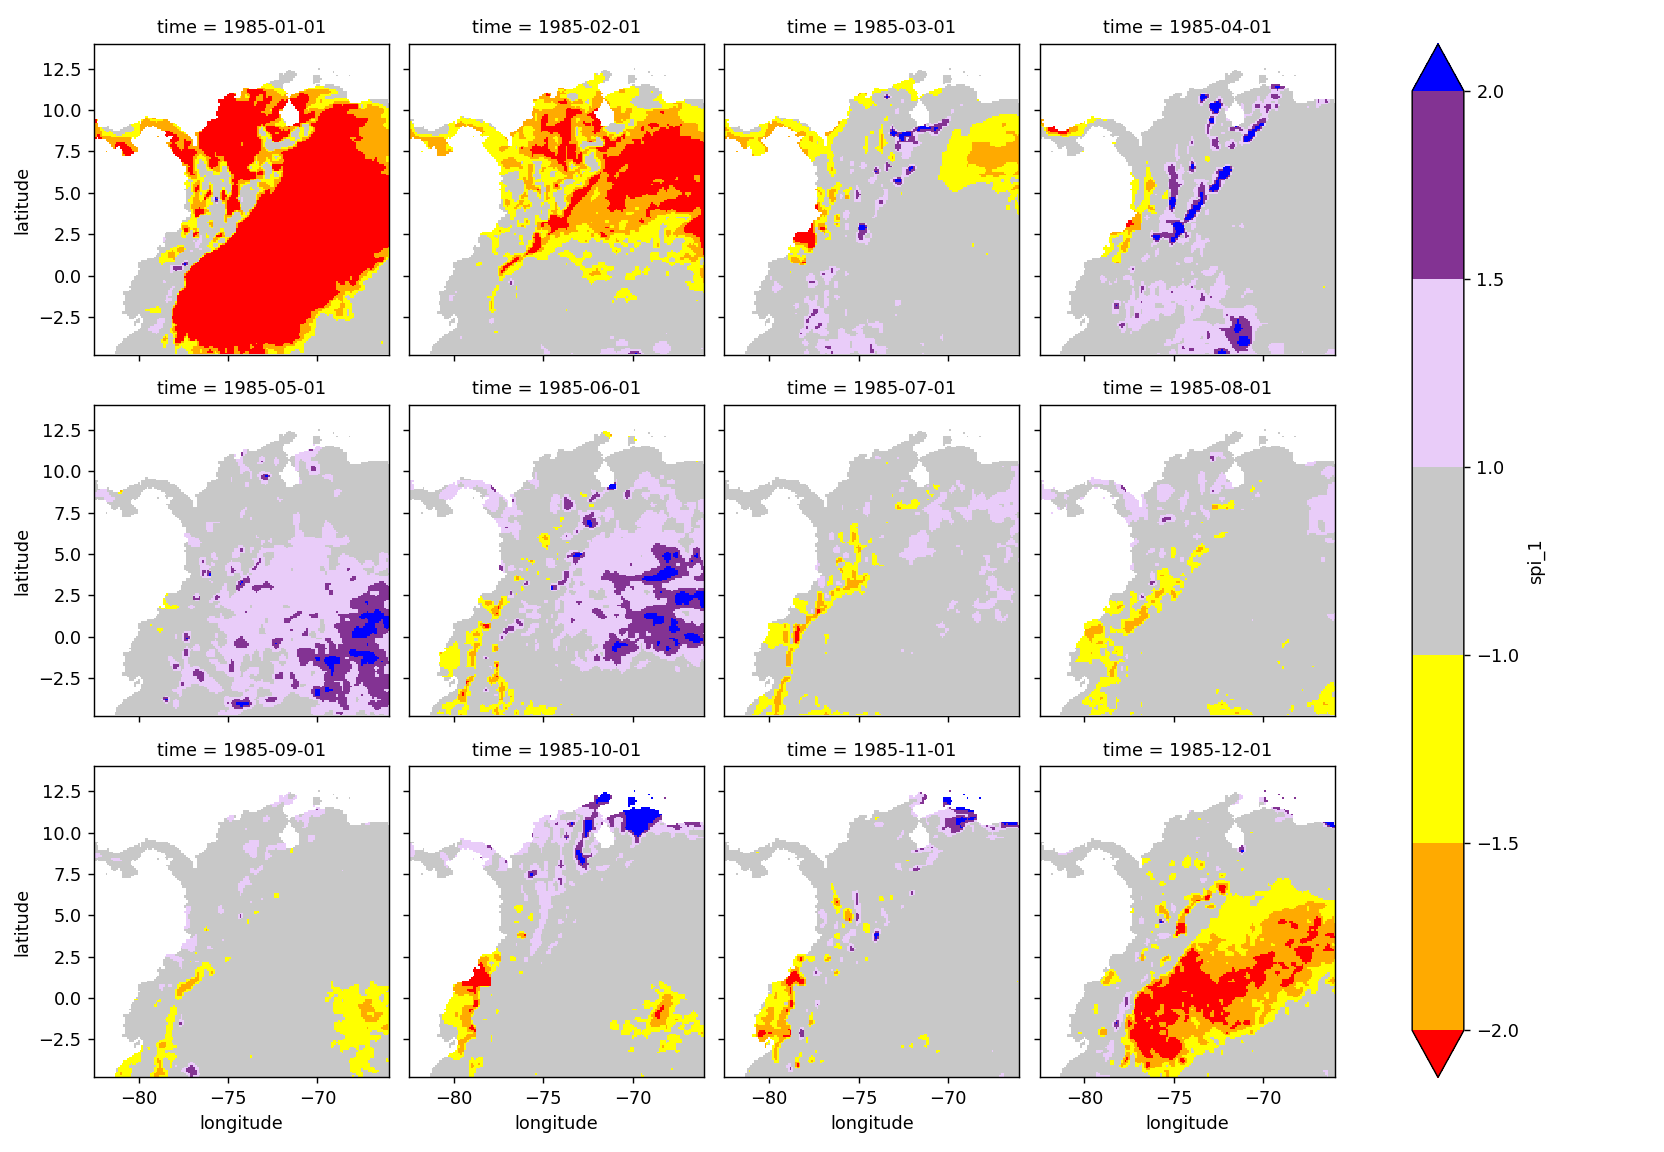 time = 1985-01-01
time = 1985-02-01
time = 1985-03-01
time = 1985-04-01
12.5
10.0
7.5
5.0
2.5
0.0
−2.5
latitude
time = 1985-05-01
time = 1985-06-01
time = 1985-07-01
time = 1985-08-01
12.5
10.0
7.5
5.0
2.5
0.0
−2.5
latitude
time = 1985-09-01
time = 1985-10-01
time = 1985-11-01
time = 1985-12-01
12.5
10.0
7.5
5.0
2.5
0.0
−2.5
latitude
−80 −75 −70
longitude
−80 −75 −70
longitude
−80 −75 −70
longitude
−80 −75 −70
longitude
2.0
1.5
1.0
−1.0
−1.5
−2.0
spi_1